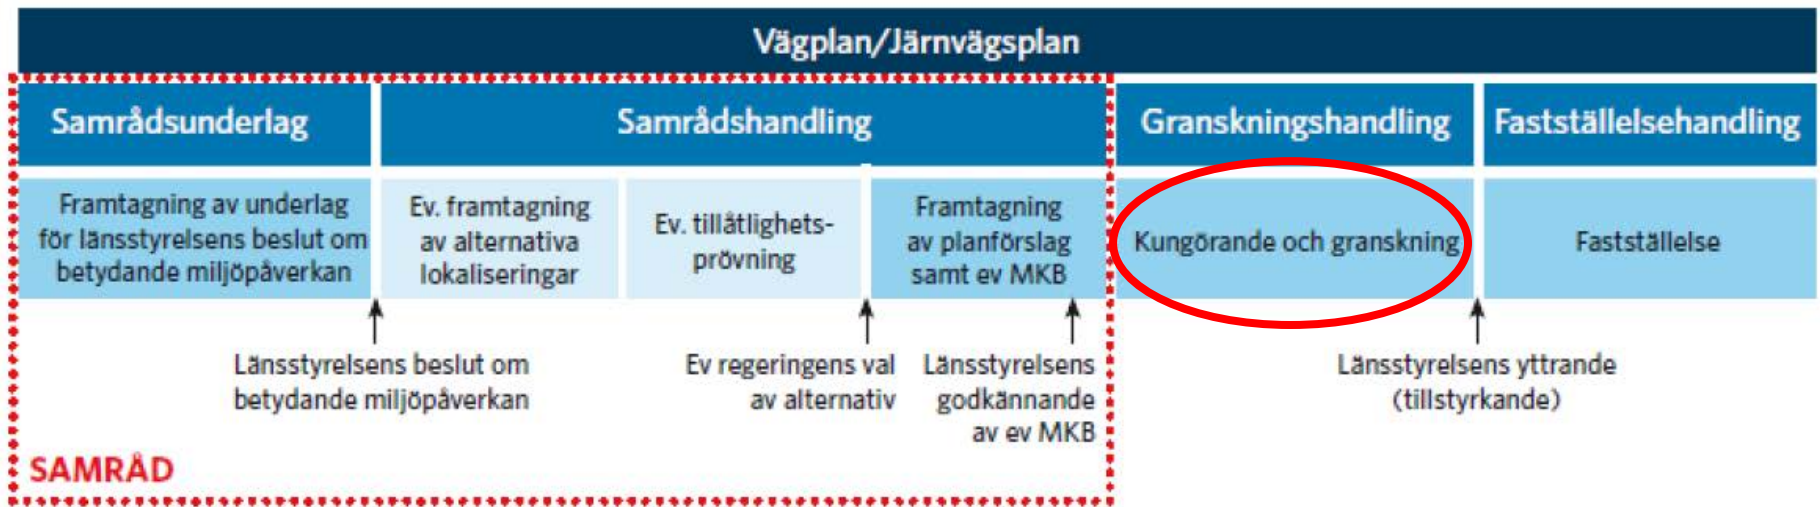 Vägplan/Järnvägsplan
Samrådsunderlag
Samrådshandling
Granskningshandling
Fastställelsehandling
Framtagning av underlag
för länsstyrelsens beslut om
betydande miljöpåverkan
Ev. framtagning
av alternativa
lokaliseringar
Ev. tillåtlighets-
prövning
Framtagning
av planförslag
samt ev MKB
Kungörande och granskning
Fastställelse
Länsstyrelsens beslut om
betydande miljöpåverkan
Ev regeringens val
av alternativ
Länsstyrelsens
godkännande
av ev MKB
Länsstyrelsens yttrande
(tillstyrkande)
SAMRÅD